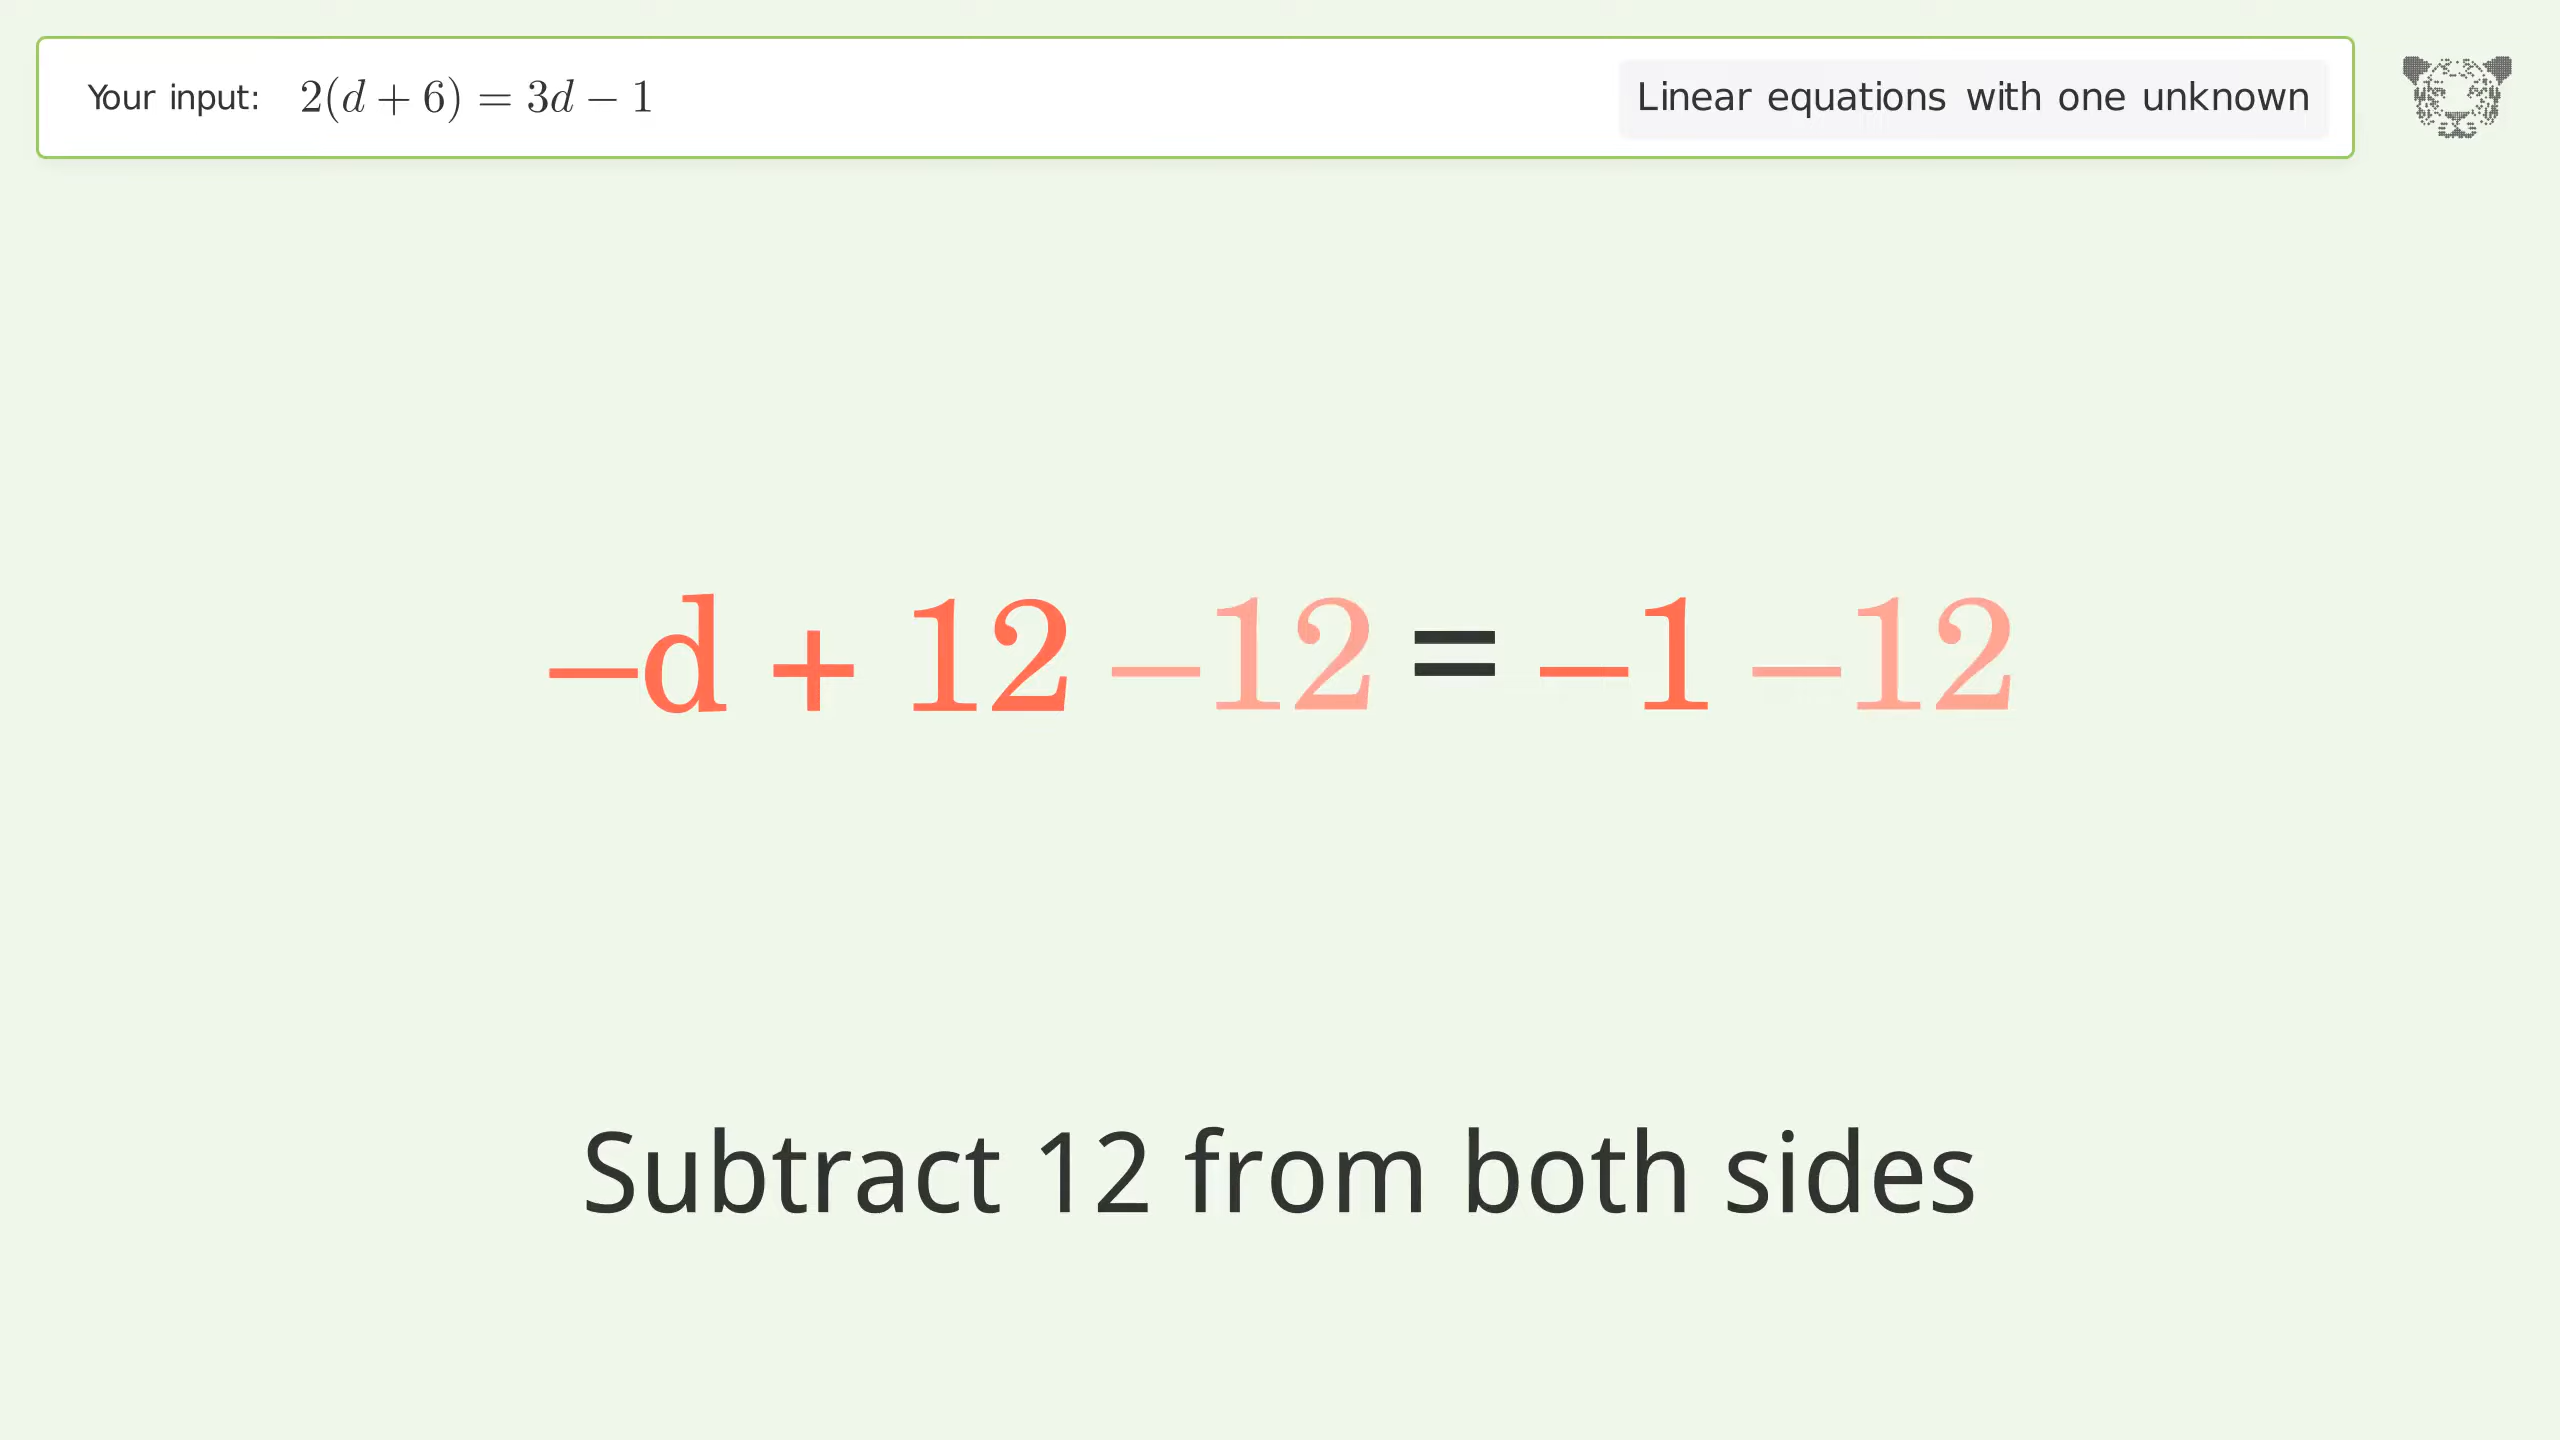 Your input: 2(d + 6) = 3d − 1
Linear equations with one unknown
−d + 12 −12 = −1 −12
Subtract 12 from both sides